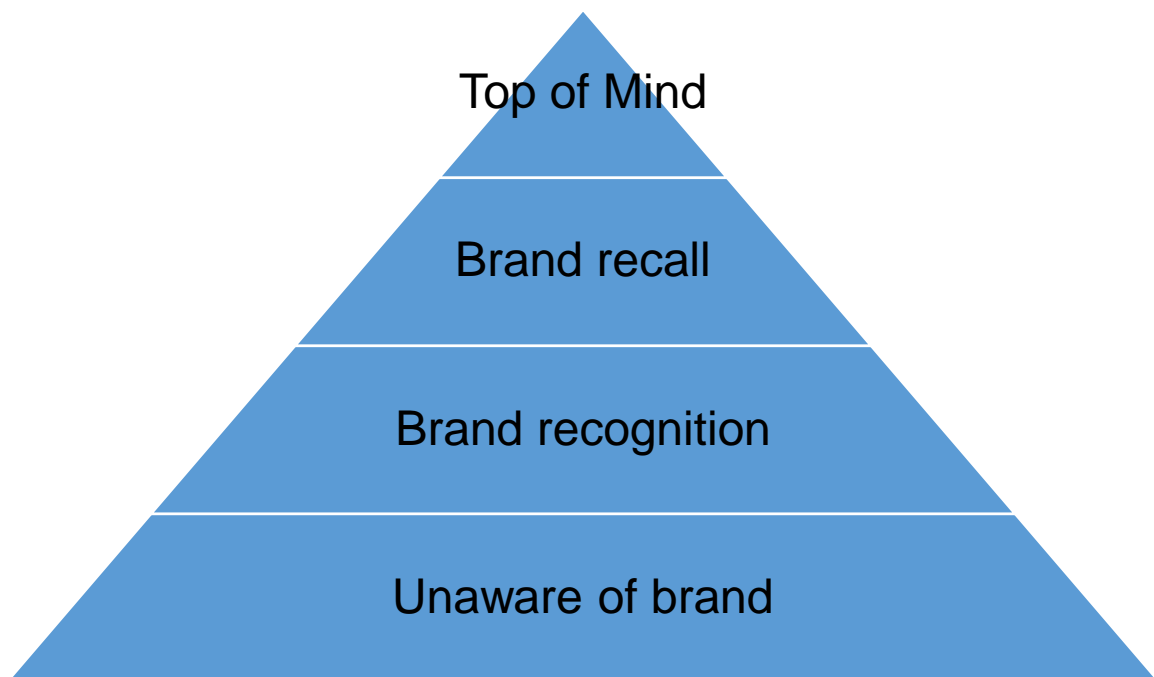 Top of Mind
Brand recall
Brand recognition
Unaware of brand